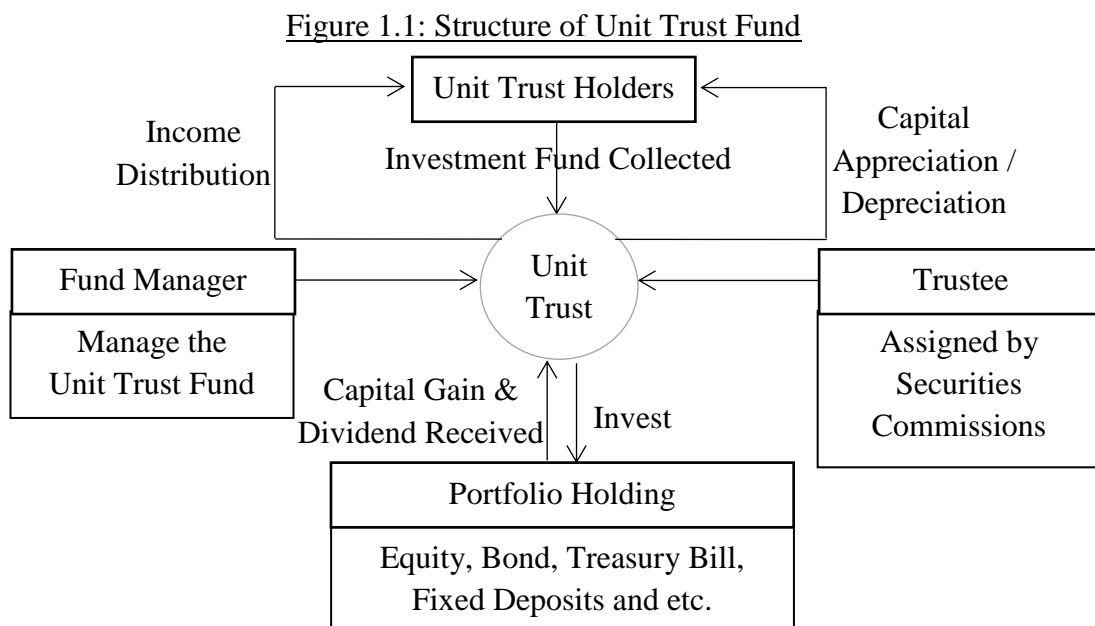 Figure 1.1: Structure of Unit Trust Fund
Unit Trust Holders
Income
Distribution
Investment Fund Collected
Capital
Appreciation /
Depreciation
Fund Manager
Manage the
Unit Trust Fund
Unit
Trust
Trustee
Assigned by
Securities
Commissions
Capital Gain &
Dividend Received
Invest
Portfolio Holding
Equity, Bond, Treasury Bill,
Fixed Deposits and etc.